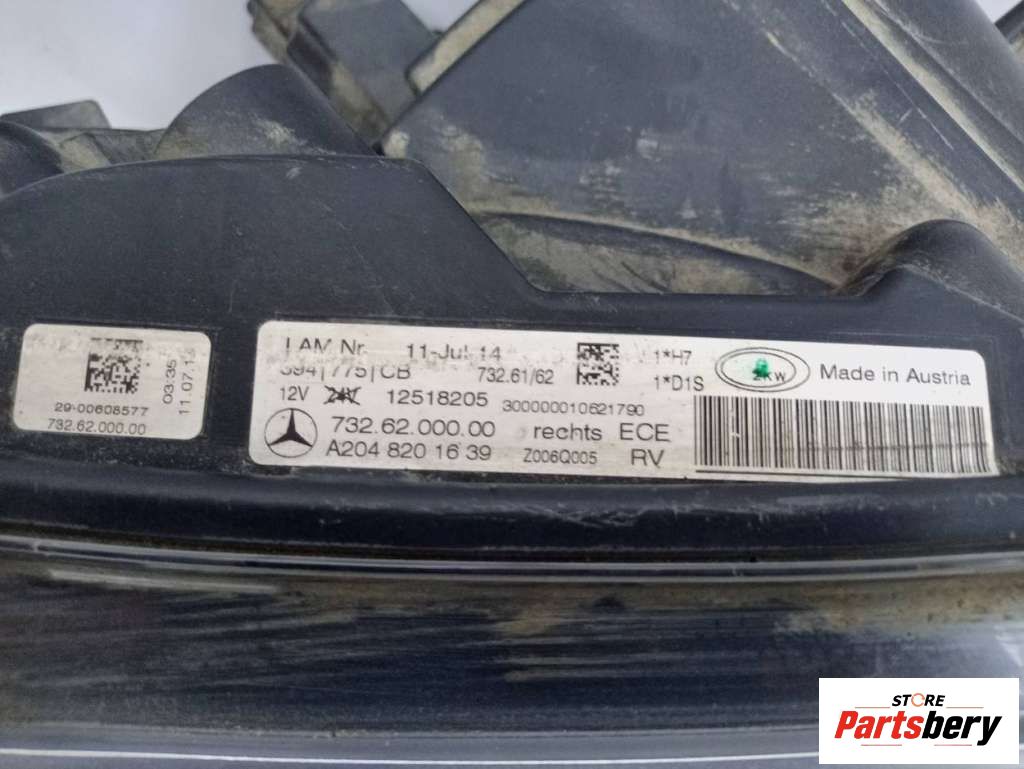 29-00608577
03:35
11.07.14
732.62.000.00
LAM Nr. 11-Jul-14
394|775|CB 732.61/62
1*H7
1*D1S
ZKW
Made in Austria
12V 24V 12518205 300000010621790
732.62.000.00 rechts ECE
A204 820 16 39 Z006Q005 RV
STORE
Partsbery